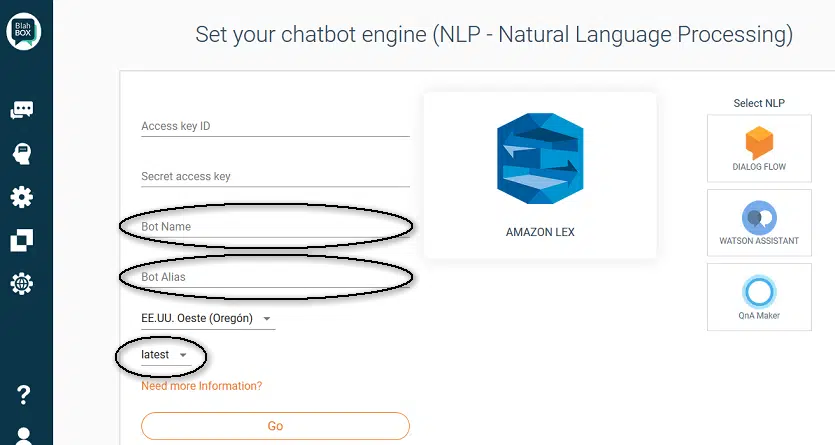 Blah
BOX
Set your chatbot engine (NLP - Natural Language Processing)
Access key ID
Secret access key
Bot Name
Bot Alias
EE.UU. Oeste (Oregón)
latest
Need more Information?
Go
AMAZON LEX
Select NLP
DIALOG FLOW
WATSON ASSISTANT
QnA Maker
?